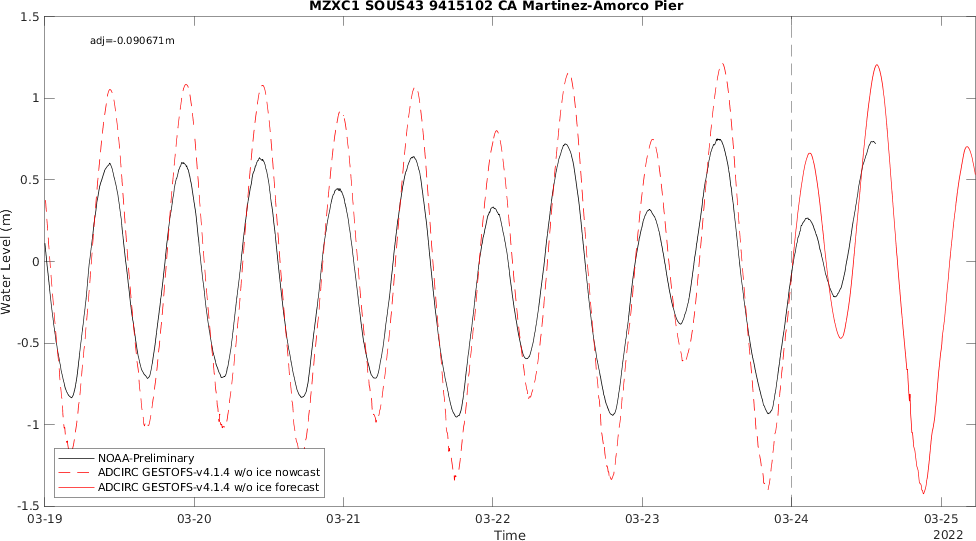 MZXC1 SOUS43 9415102 CA Martinez-Amorco Pier
1.5
adj=-0.090671m
1
0.5
0
-0.5
-1
-1.5
Water Level (m)
NOAA-Preliminary
ADCIRC GESTOFS-v4.1.4 w/o ice nowcast
ADCIRC GESTOFS-v4.1.4 w/o ice forecast
03-19 03-20 03-21 03-22 03-23 03-24 03-25
Time
2022